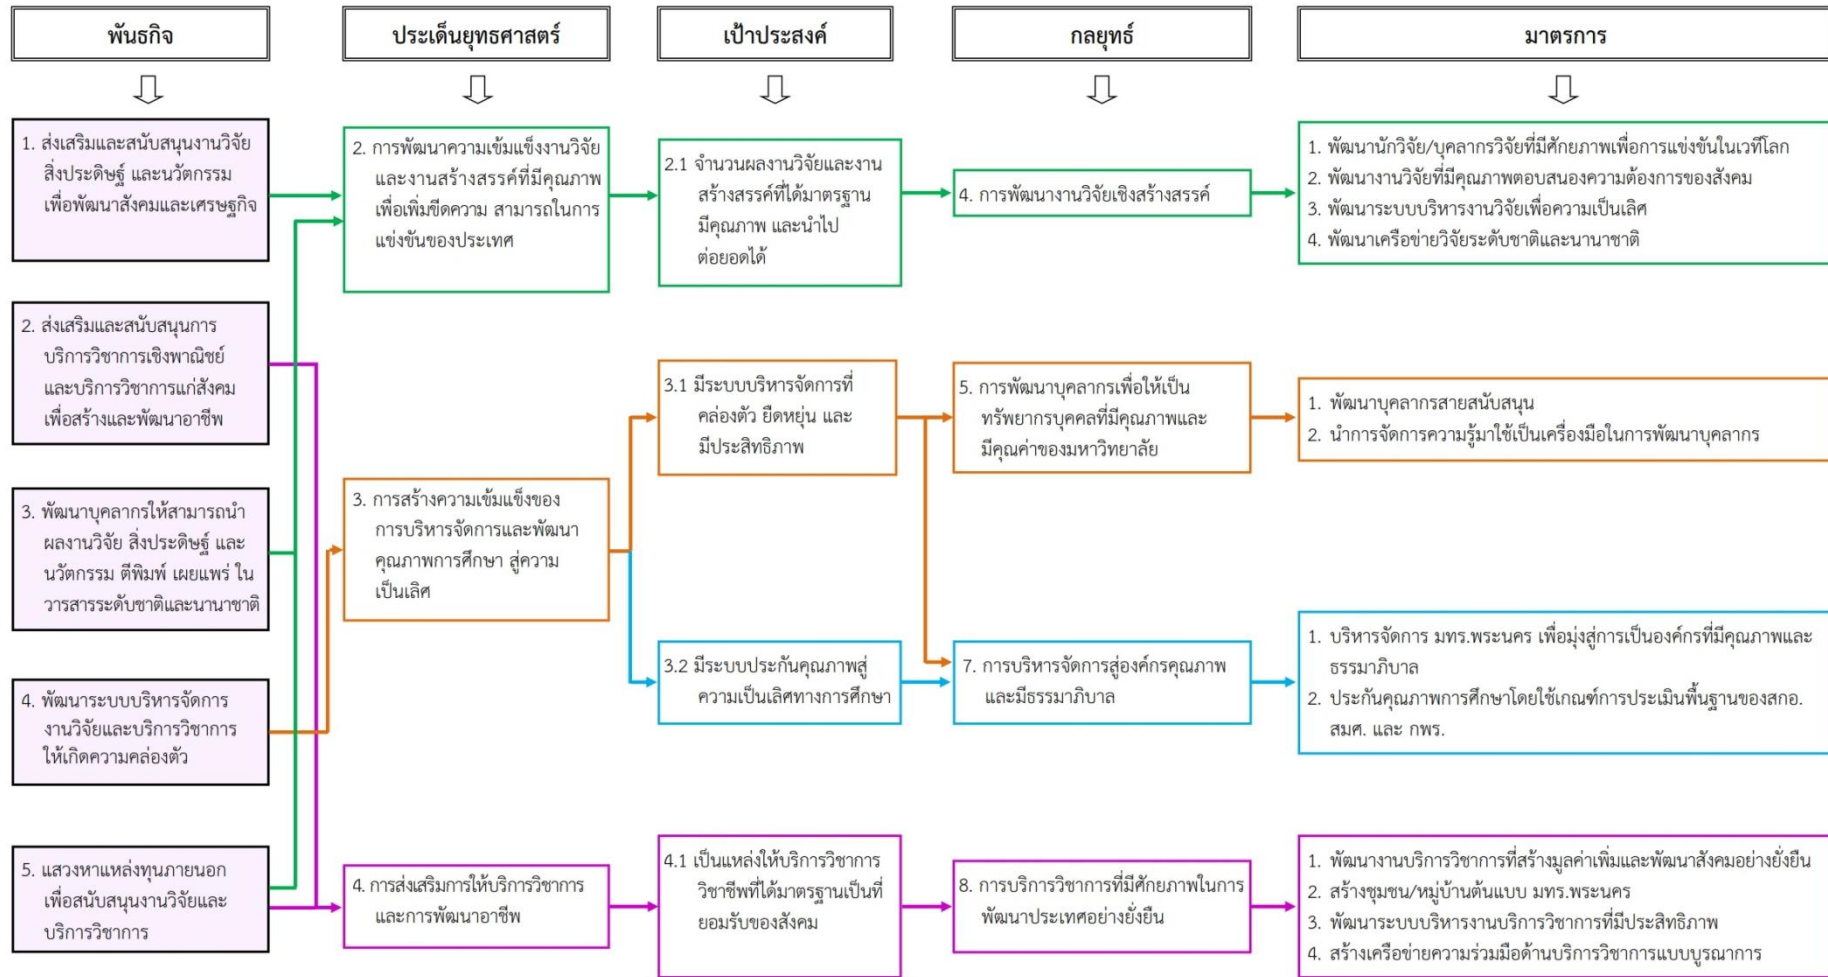 พันธกิจ
ประเด็นยุทธศาสตร์
เป้าประสงค์
กลยุทธ์
มาตรการ
1. ส่งเสริมและสนับสนุนงานวิจัย
สิ่งประดิษฐ์ และนวัตกรรม
เพื่อพัฒนาสังคมและเศรษฐกิจ
2. ส่งเสริมและสนับสนุนการ
บริการวิชาการเชิงพาณิชย์
และบริการวิชาการแก่สังคม
เพื่อสร้างและพัฒนาอาชีพ
3. พัฒนาบุคลากรให้สามารถนำ
ผลงานวิจัย สิ่งประดิษฐ์ และ
นวัตกรรม ตีพิมพ์ เผยแพร่ ใน
วารสารระดับชาติและนานาชาติ
4. พัฒนาระบบบริหารจัดการ
งานวิจัยและบริการวิชาการ
ให้เกิดความคล่องตัว
5. แสวงหาแหล่งทุนภายนอก
เพื่อสนับสนุนงานวิจัยและ
บริการวิชาการ
2. การพัฒนาความเข้มแข็งงานวิจัย
และงานสร้างสรรค์ที่มีคุณภาพ
เพื่อเพิ่มขีดความ สามารถในการ
แข่งขันของประเทศ
3. การสร้างความเข้มแข็งของ
การบริหารจัดการและพัฒนา
คุณภาพการศึกษา สู่ความ
เป็นเลิศ
4. การส่งเสริมการให้บริการวิชาการ
และการพัฒนาอาชีพ
2.1 จำนวนผลงานวิจัยและงาน
สร้างสรรค์ที่ได้มาตรฐาน
มีคุณภาพ และนำไป
ต่อยอดได้
3.1 มีระบบบริหารจัดการที่
คล่องตัว ยืดหยุ่น และ
มีประสิทธิภาพ
3.2 มีระบบประกันคุณภาพสู่
ความเป็นเลิศทางการศึกษา
4.1 เป็นแหล่งให้บริการวิชาการ
วิชาชีพที่ได้มาตรฐานเป็นที่
ยอมรับของสังคม
4. การพัฒนางานวิจัยเชิงสร้างสรรค์
5. การพัฒนาบุคลากรเพื่อให้เป็น
ทรัพยากรบุคคลที่มีคุณภาพและ
มีคุณค่าของมหาวิทยาลัย
7. การบริหารจัดการสู่องค์กรคุณภาพ
และมีธรรมาภิบาล
8. การบริการวิชาการที่มีศักยภาพในการ
พัฒนาประเทศอย่างยั่งยืน
1. พัฒนานักวิจัย/บุคลากรวิจัยที่มีศักยภาพเพื่อการแข่งขันในเวทีโลก
2. พัฒนางานวิจัยที่มีคุณภาพตอบสนองความต้องการของสังคม
3. พัฒนาระบบบริหารงานวิจัยเพื่อความเป็นเลิศ
4. พัฒนาเครือข่ายวิจัยระดับชาติและนานาชาติ
1. พัฒนาบุคลากรสายสนับสนุน
2. นำการจัดการความรู้มาใช้เป็นเครื่องมือในการพัฒนาบุคลากร
1. บริหารจัดการ มทร.พระนคร เพื่อมุ่งสู่การเป็นองค์กรที่มีคุณภาพและ
ธรรมาภิบาล
2. ประกันคุณภาพการศึกษาโดยใช้เกณฑ์การประเมินพื้นฐานของสกอ.
สมศ. และ กพร.
1. พัฒนางานบริการวิชาการที่สร้างมูลค่าเพิ่มและพัฒนาสังคมอย่างยั่งยืน
2. สร้างชุมชน/หมู่บ้านต้นแบบ มทร.พระนคร
3. พัฒนาระบบบริหารงานบริการวิชาการที่มีประสิทธิภาพ
4. สร้างเครือข่ายความร่วมมือด้านบริการวิชาการแบบบูรณาการ